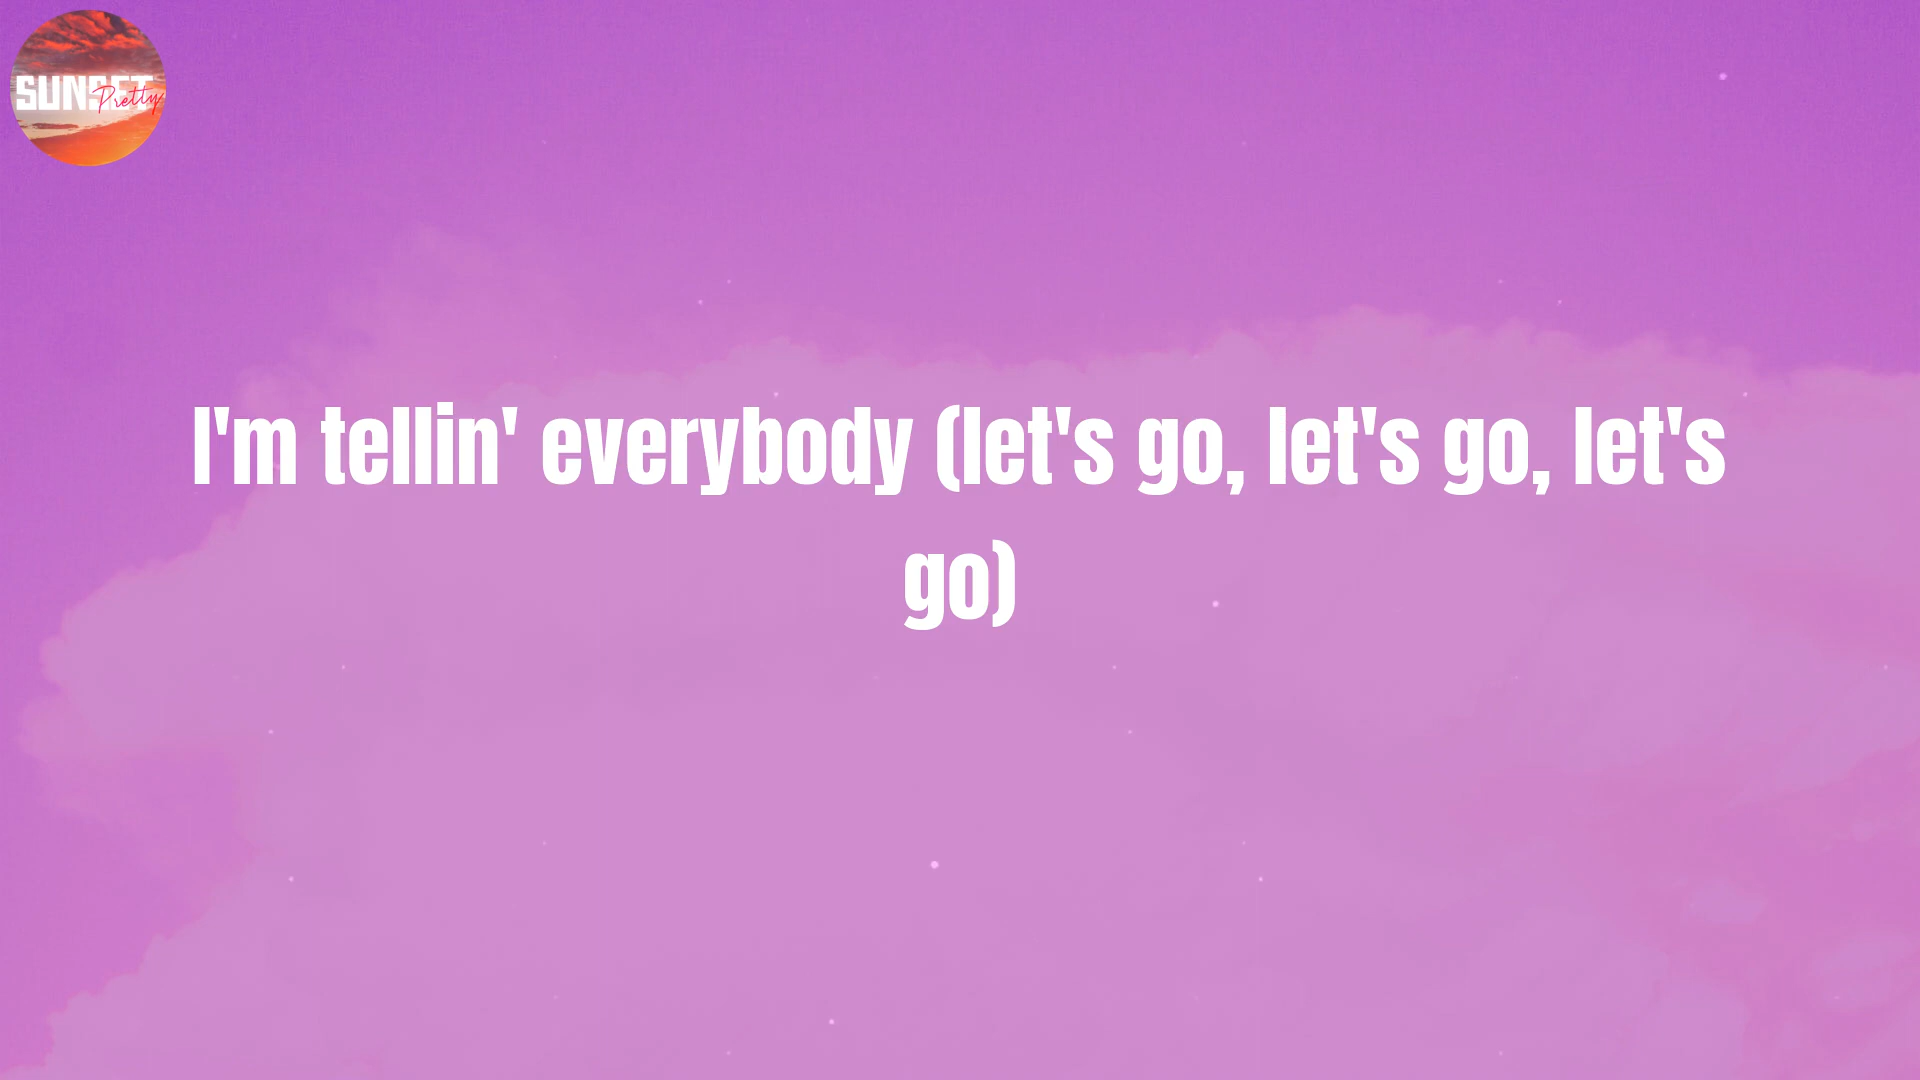 SUNSET
Pretty
I'm tellin' everybody (let's go, let's go, let's
go)